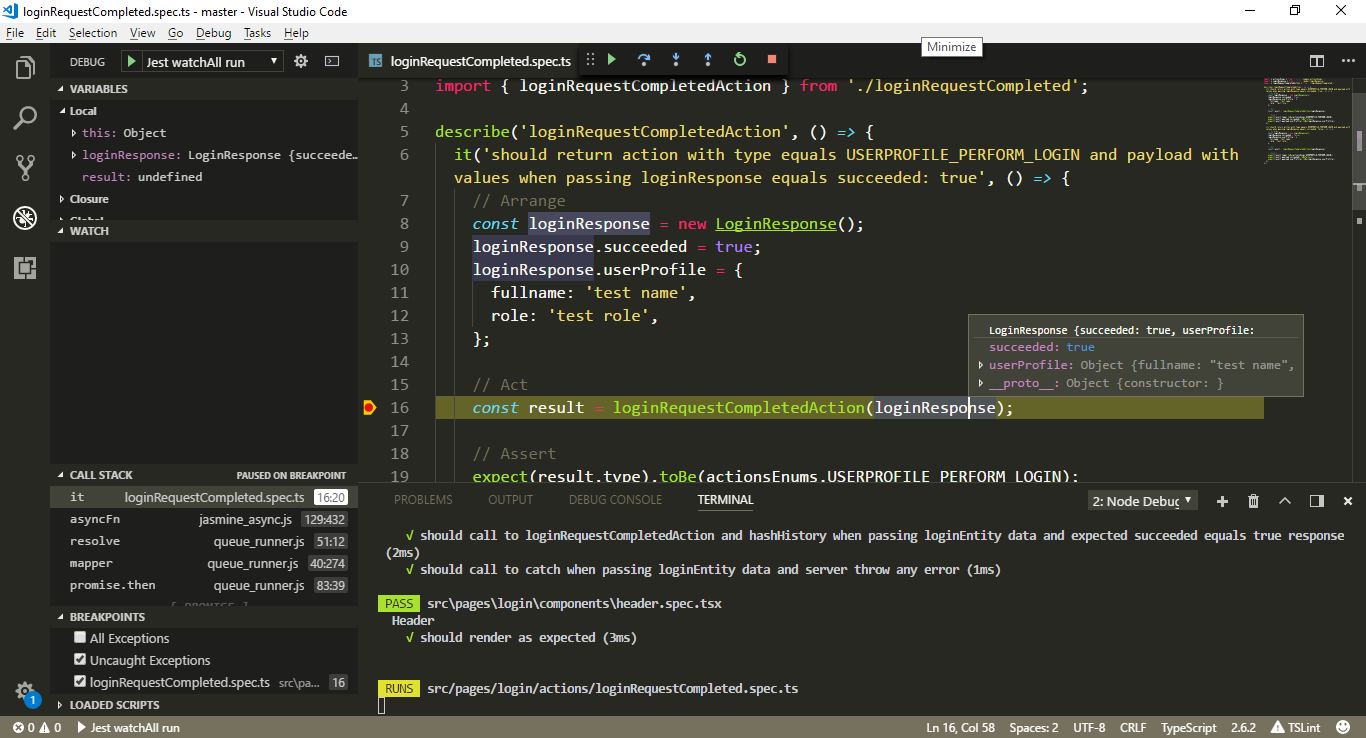 loginRequestCompleted.spec.ts - master - Visual Studio Code
File Edit Selection View Go Debug Tasks Help
Minimize
DEBUG Jest watchAll run
TS loginRequestCompleted.spec.ts
VARIABLES
Local
this: Object
loginResponse: LoginResponse {succeede…
result: undefined
Closure
Global
WATCH
CALL STACK PAUSED ON BREAKPOINT
it loginRequestCompleted.spec.ts 16:20
asyncFn jasmine_async.js 129:432
resolve queue_runner.js 51:12
mapper queue_runner.js 40:274
promise.then queue_runner.js 83:39
[ PROMISE ]
BREAKPOINTS
All Exceptions
Uncaught Exceptions
loginRequestCompleted.spec.ts src\pa... 16
LOADED SCRIPTS
3 import { loginRequestCompletedAction } from './loginRequestCompleted';
4
5 describe('loginRequestCompletedAction', () => {
6 it('should return action with type equals USERPROFILE_PERFORM_LOGIN and payload with
values when passing loginResponse equals succeeded: true', () => {
7 // Arrange
8 const loginResponse = new LoginResponse();
9 loginResponse.succeeded = true;
10 loginResponse.userProfile = {
11 fullname: 'test name',
12 role: 'test role',
13 };
14
15 // Act
16 const result = loginRequestCompletedAction(loginResponse);
17
18 // Assert
19 expect(result.type).toBe(actionsEnums.USERPROFILE_PERFORM_LOGIN);
LoginResponse {succeeded: true, userProfile:
succeeded: true
userProfile: Object {fullname: "test name",
__proto__: Object {constructor: }
PROBLEMS OUTPUT DEBUG CONSOLE TERMINAL 2: Node Debug
√ should call to loginRequestCompletedAction and hashHistory when passing loginEntity data and expected succeeded equals true response
(2ms)
√ should call to catch when passing loginEntity data and server throw any error (1ms)
PASS src\pages\login\components\header.spec.tsx
Header
√ should render as expected (3ms)
RUNS src/pages/login/actions/loginRequestCompleted.spec.ts
1
0 0 Jest watchAll run Ln 16, Col 58 Spaces: 2 UTF-8 CRLF TypeScript 2.6.2 TSLint